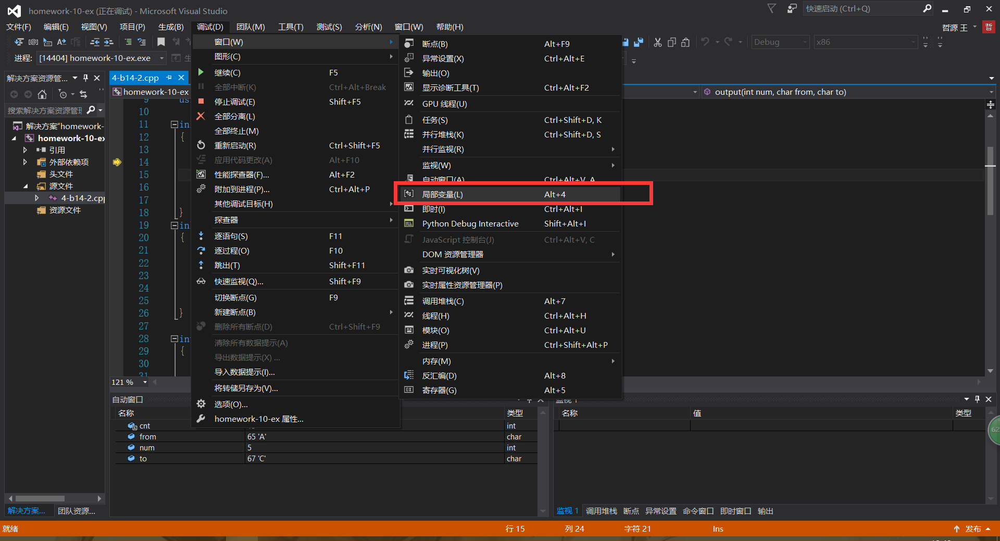 homework-10-ex (正在调试) - Microsoft Visual Studio
快速启动 (Ctrl+Q)
文件(F) 编辑(E) 视图(V) 项目(P) 生成(B) 调试(D) 团队(M) 工具(T) 测试(S) 分析(N) 窗口(W) 帮助(H)
哲源 王 哲
Debug x86
进程: [14404] homework-10-ex.exe 生
解决方案资源管...
搜索解决方案资源管理
解决方案"homework-
homework-10-ex
引用
外部依赖项
头文件
源文件
4-b14-2.cpp
资源文件
解决方案... 团队资源...
4-b14-2.cpp
homework-10-ex
output(int num, char from, char to)
9 us
10
11 in
12 {
13
14
15
16
17
18 }
19 in
20 {
21
22
23
24
25
26 }
27
28 in
29 {
30
31
121 %
窗口(W)
图形(C)
继续(C) F5
全部中断(K) Ctrl+Alt+Break
停止调试(E) Shift+F5
全部分离(L)
全部终止(M)
重新启动(R) Ctrl+Shift+F5
应用代码更改(A) Alt+F10
性能探查器(F)... Alt+F2
附加到进程(P)... Ctrl+Alt+P
其他调试目标(H)
探查器
逐语句(S) F11
逐过程(O) F10
跳出(T) Shift+F11
快速监视(Q)... Shift+F9
切换断点(G) F9
新建断点(B)
删除所有断点(D) Ctrl+Shift+F9
清除所有数据提示(A)
导出数据提示(X) ...
导入数据提示(I)...
将转储另存为(V)...
选项(O)...
homework-10-ex 属性...
断点(B) Alt+F9
异常设置(X) Ctrl+Alt+E
输出(O)
显示诊断工具(T) Ctrl+Alt+F2
GPU 线程(U)
任务(S) Ctrl+Shift+D, K
并行堆栈(K) Ctrl+Shift+D, S
并行监视(R)
监视(W)
自动窗口(A) Ctrl+Alt+V, A
局部变量(L) Alt+4
即时(I) Ctrl+Alt+I
Python Debug Interactive Shift+Alt+I
JavaScript 控制台(J) Ctrl+Alt+V, C
DOM 资源管理器
实时可视化树(V)
实时属性资源管理器(P)
调用堆栈(C) Alt+7
线程(H) Ctrl+Alt+H
模块(O) Ctrl+Alt+U
进程(P) Ctrl+Shift+Alt+P
内存(M)
反汇编(D) Alt+8
寄存器(G) Alt+5
自动窗口
名称 类型
cnt int
from 65 'A' char
num 5 int
to 67 'C' char
监视 1
名称 值 类型
62
监视 1 调用堆栈 断点 异常设置 命令窗口 即时窗口 输出
就绪 行 15 列 24 字符 21 Ins 发布